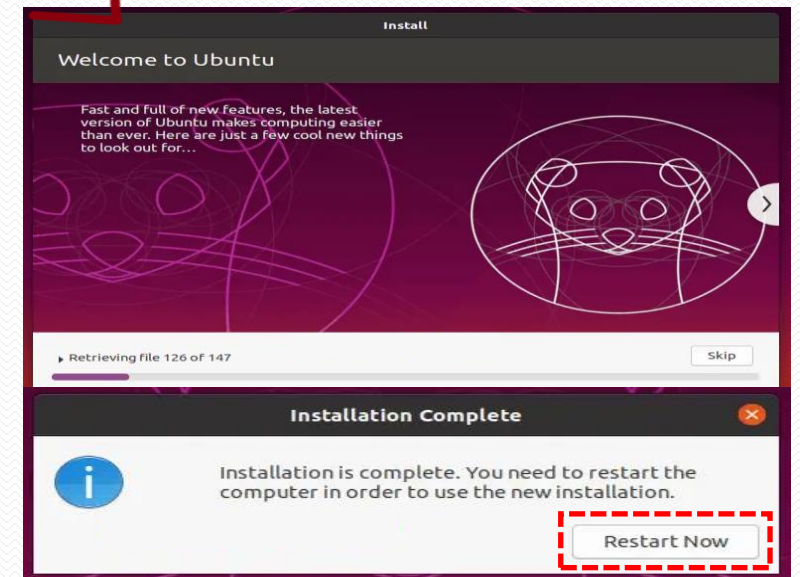 Install
Welcome to Ubuntu
Fast and full of new features, the latest
version of Ubuntu makes computing easier
than ever. Here are just a few cool new things
to look out for...
Retrieving file 126 of 147
Skip
Installation Complete
Installation is complete. You need to restart the
computer in order to use the new installation.
Restart Now